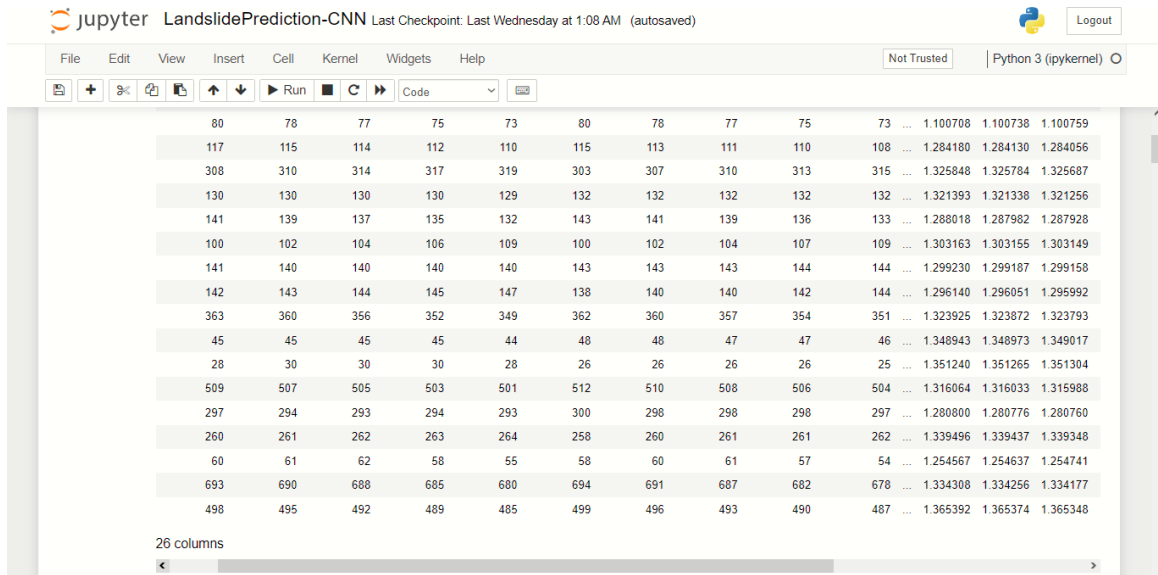 jupyter LandslidePrediction-CNN Last Checkpoint: Last Wednesday at 1:08 AM (autosaved) Logout
File Edit View Insert Cell Kernel Widgets Help Not Trusted Python 3 (ipykernel)
Run Code
80 78 77 75 73 80 78 77 75 73 ... 1.100708 1.100738 1.100759
117 115 114 112 110 115 113 111 110 108 ... 1.284180 1.284130 1.284056
308 310 314 317 319 303 307 310 313 315 ... 1.325848 1.325784 1.325687
130 130 130 130 129 132 132 132 132 132 ... 1.321393 1.321338 1.321256
141 139 137 135 132 143 141 139 136 133 ... 1.288018 1.287982 1.287928
100 102 104 106 109 100 102 104 107 109 ... 1.303163 1.303155 1.303149
141 140 140 140 140 143 143 143 144 144 ... 1.299230 1.299187 1.299158
142 143 144 145 147 138 140 140 142 144 ... 1.296140 1.296051 1.295992
363 360 356 352 349 362 360 357 354 351 ... 1.323925 1.323872 1.323793
45 45 45 45 44 48 48 47 47 46 ... 1.348943 1.348973 1.349017
28 30 30 30 28 26 26 26 26 25 ... 1.351240 1.351265 1.351304
509 507 505 503 501 512 510 508 506 504 ... 1.316064 1.316033 1.315988
297 294 293 294 293 300 298 298 298 297 ... 1.280800 1.280776 1.280760
260 261 262 263 264 258 260 261 261 262 ... 1.339496 1.339437 1.339348
60 61 62 58 55 58 60 61 57 54 ... 1.254567 1.254637 1.254741
693 690 688 685 680 694 691 687 682 678 ... 1.334308 1.334256 1.334177
498 495 492 489 485 499 496 493 490 487 ... 1.365392 1.365374 1.365348
26 columns